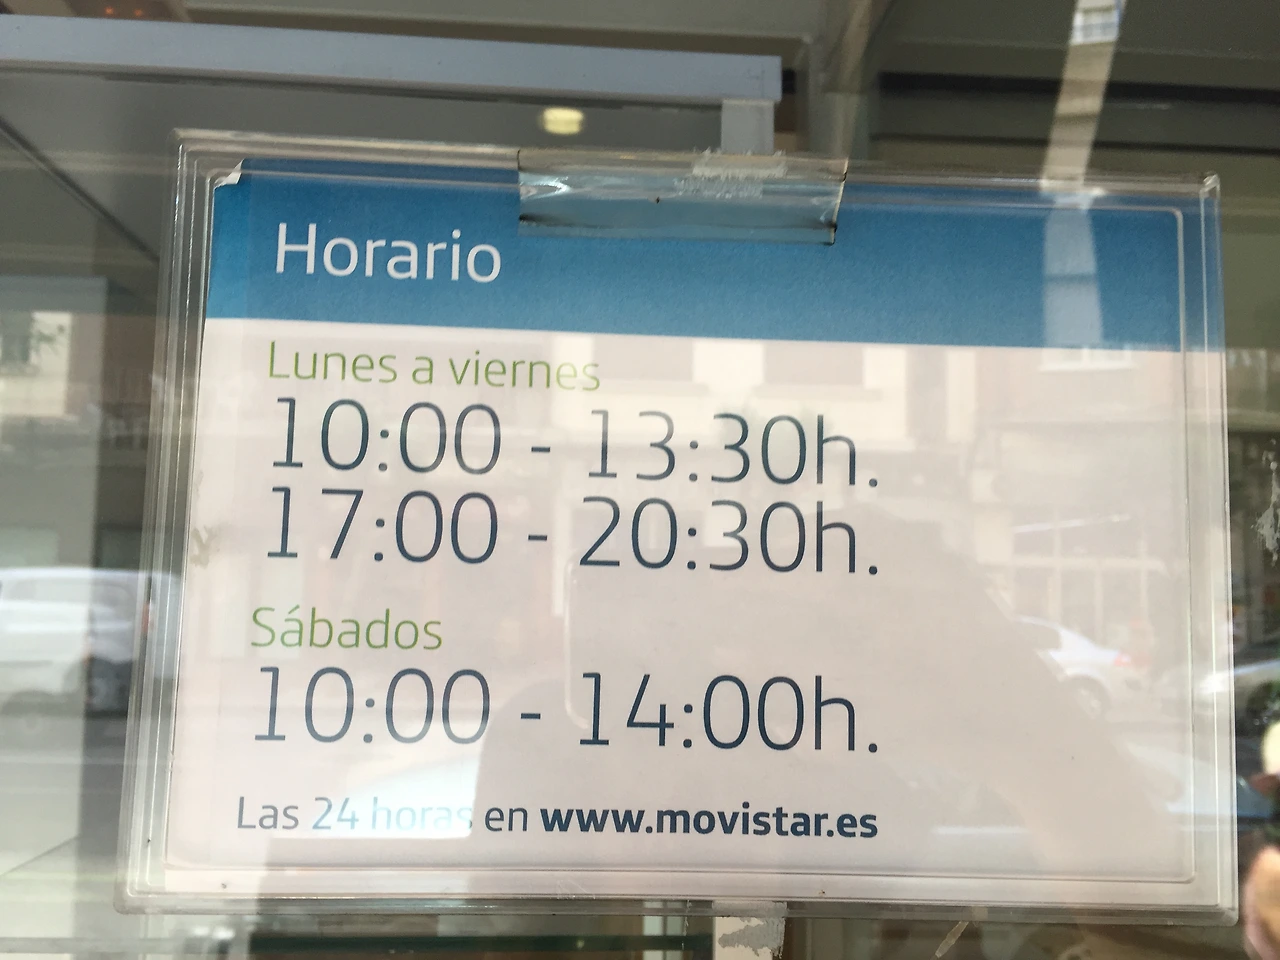 Horario
Lunes a viernes
10:00 - 13:30h.
17:00 - 20:30h.
Sábados
10:00 - 14:00h.
Las 24 horas en www.movistar.es